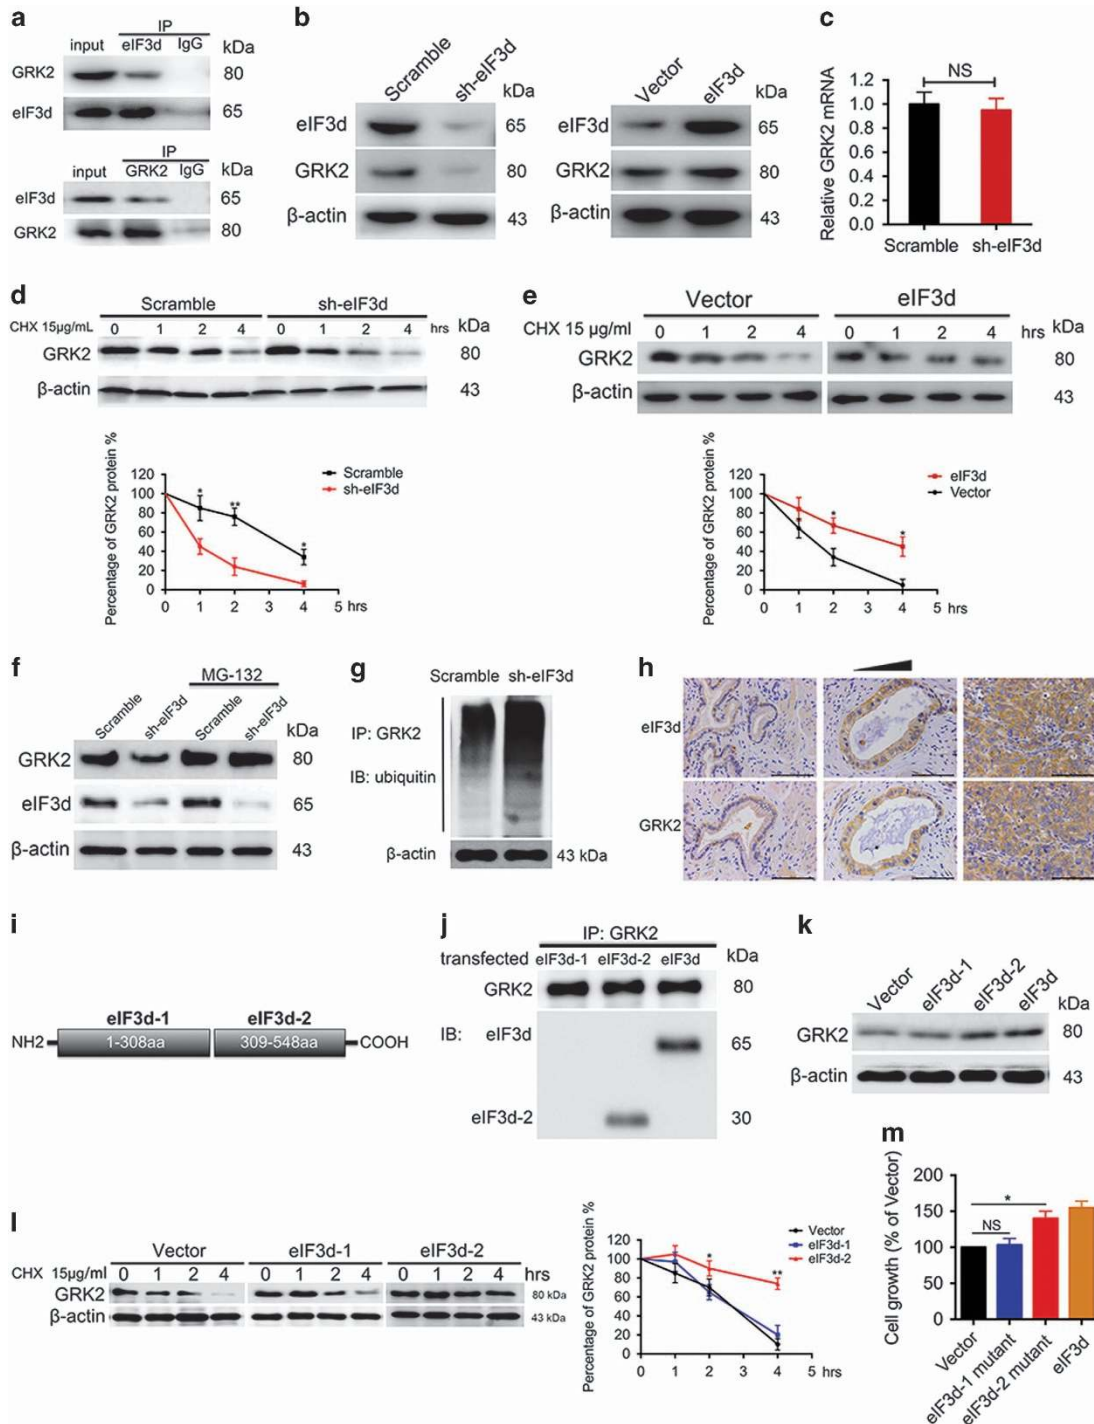 a
IP
input eIF3d IgG kDa
GRK2 80
eIF3d 65
IP
input GRK2 IgG kDa
eIF3d 65
GRK2 80
b
Scramble sh-eIF3d kDa
eIF3d 65
GRK2 80
β-actin 43
Vector eIF3d kDa
eIF3d 65
GRK2 80
β-actin 43
c
NS
Relative GRK2 mRNA
1.2
1.0
0.8
0.6
0.4
0.2
0.0
Scramble sh-eIF3d
d
Scramble sh-eIF3d
CHX 15μg/mL 0 1 2 4 0 1 2 4 hrs kDa
GRK2 80
β-actin 43
Percentage of GRK2 protein %
120
100
80
60
40
20
0
Scramble
sh-eIF3d
* ** *
0 1 2 3 4 5 hrs
e
Vector eIF3d
CHX 15 μg/ml 0 1 2 4 0 1 2 4 hrs kDa
GRK2 80
β-actin 43
Percentage of GRK2 protein %
120
100
80
60
40
20
0
eIF3d
Vector
* * *
0 1 2 3 4 5 hrs
f
MG-132
Scramble sh-eIF3d Scramble sh-eIF3d kDa
GRK2 80
eIF3d 65
β-actin 43
g
Scramble sh-eIF3d
IP: GRK2
IB: ubiquitin
β-actin 43 kDa
h
eIF3d
GRK2
i
eIF3d-1 eIF3d-2
NH2 1-308aa 309-548aa COOH
j
IP: GRK2
transfected eIF3d-1 eIF3d-2 eIF3d kDa
GRK2 80
IB: eIF3d 65
eIF3d-2 30
k
Vector eIF3d-1 eIF3d-2 eIF3d kDa
GRK2 80
β-actin 43
l
Vector eIF3d-1 eIF3d-2
CHX 15μg/ml 0 1 2 4 0 1 2 4 0 1 2 4 hrs
GRK2 80 kDa
β-actin 43 kDa
Percentage of GRK2 protein %
120
100
80
60
40
20
0
Vector
eIF3d-1
eIF3d-2
* **
0 1 2 3 4 5 hrs
m
Cell growth (% of Vector)
200
150
100
50
0
*
NS
Vector
eIF3d-1 mutant
eIF3d-2 mutant
eIF3d